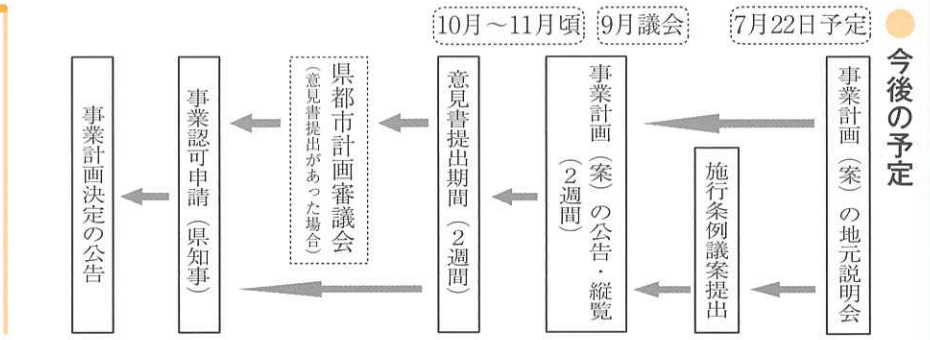 今後の予定
7月22日予定
事業計画（案）の地元説明会
9月議会
施行条例議案提出
事業計画（案）の公告・縦覧
（2週間）
10月～11月頃
意見書提出期間（2週間）
県都市計画審議会
（意見書提出があった場合）
事業認可申請（県知事）
事業計画決定の公告